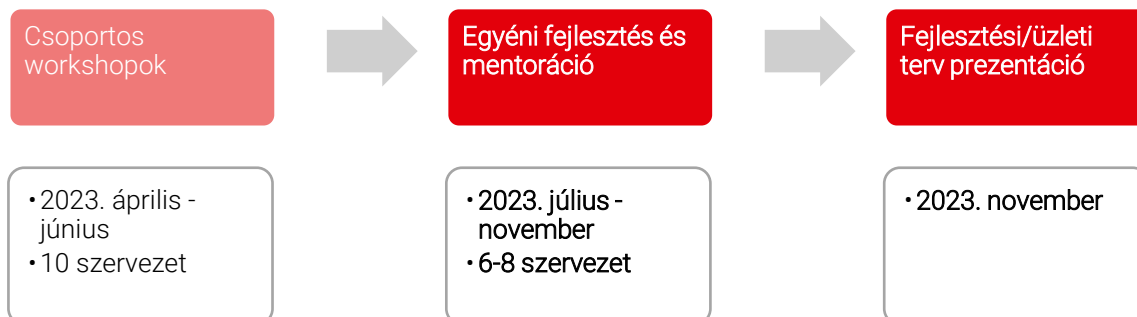 Csoportos
workshopok
Egyéni fejlesztés és
mentoráció
Fejlesztési/üzleti
terv prezentáció
•2023. április -
június
•10 szervezet
•2023. július -
november
•6-8 szervezet
•2023. november